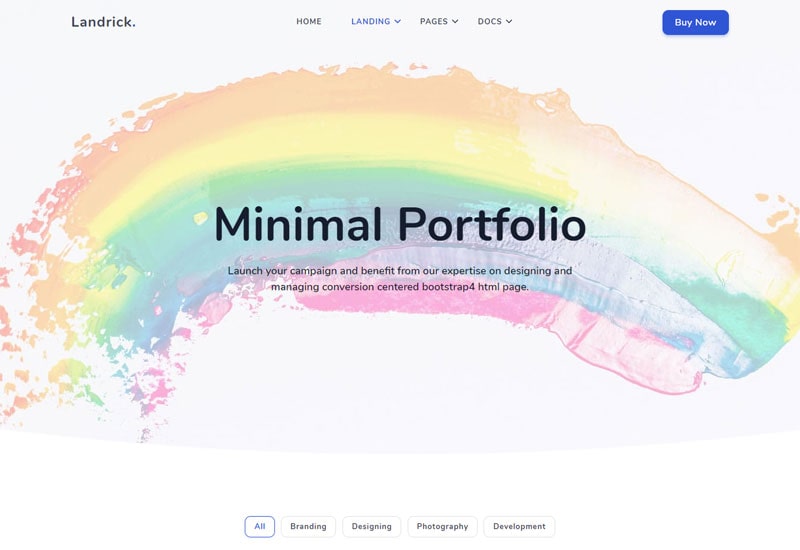 Landrick.
HOME
LANDING
PAGES
DOCS
Buy Now
Minimal Portfolio
Launch your campaign and benefit from our expertise on designing and
managing conversion centered bootstrap4 html page.
All
Branding
Designing
Photography
Development